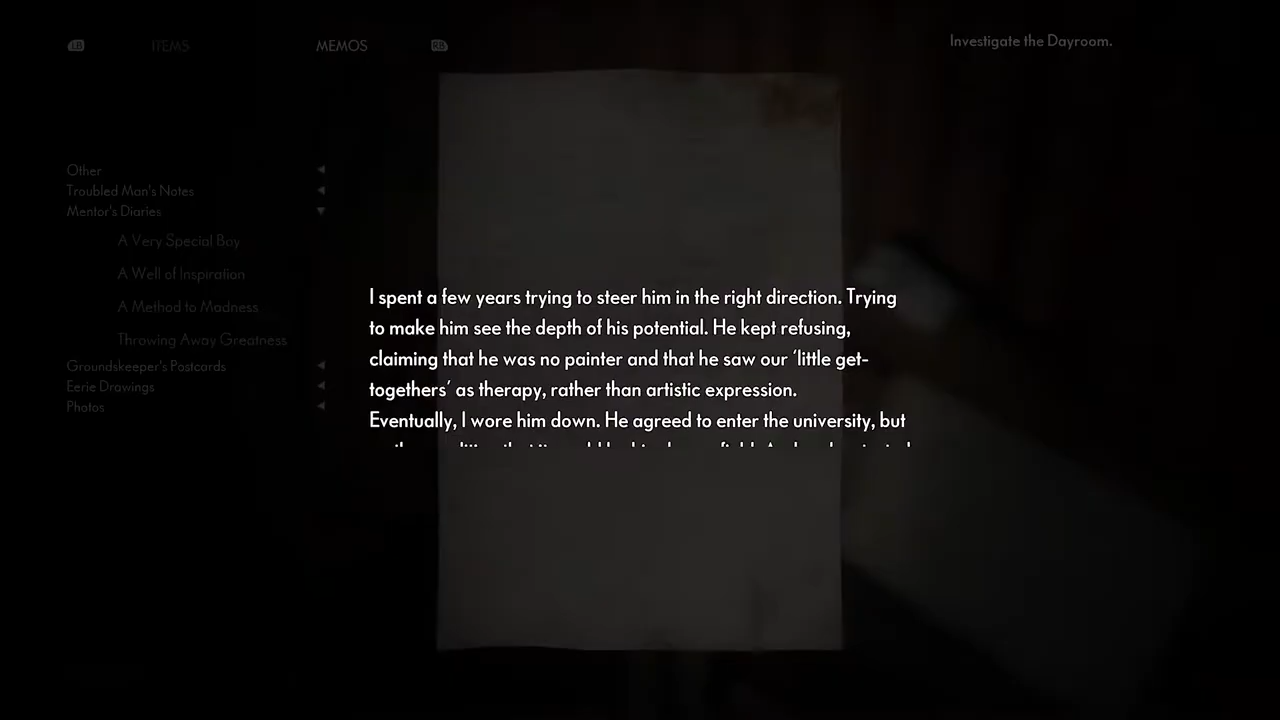 LB
ITEMS
MEMOS
RB
Investigate the Dayroom.
Other
Troubled Man's Notes
Mentor's Diaries
A Very Special Boy
A Well of Inspiration
A Method to Madness
Throwing Away Greatness
Groundskeeper's Postcards
Eerie Drawings
Photos
I spent a few years trying to steer him in the right direction. Trying
to make him see the depth of his potential. He kept refusing,
claiming that he was no painter and that he saw our 'little get-
togethers' as therapy, rather than artistic expression.
Eventually, I wore him down. He agreed to enter the university, but